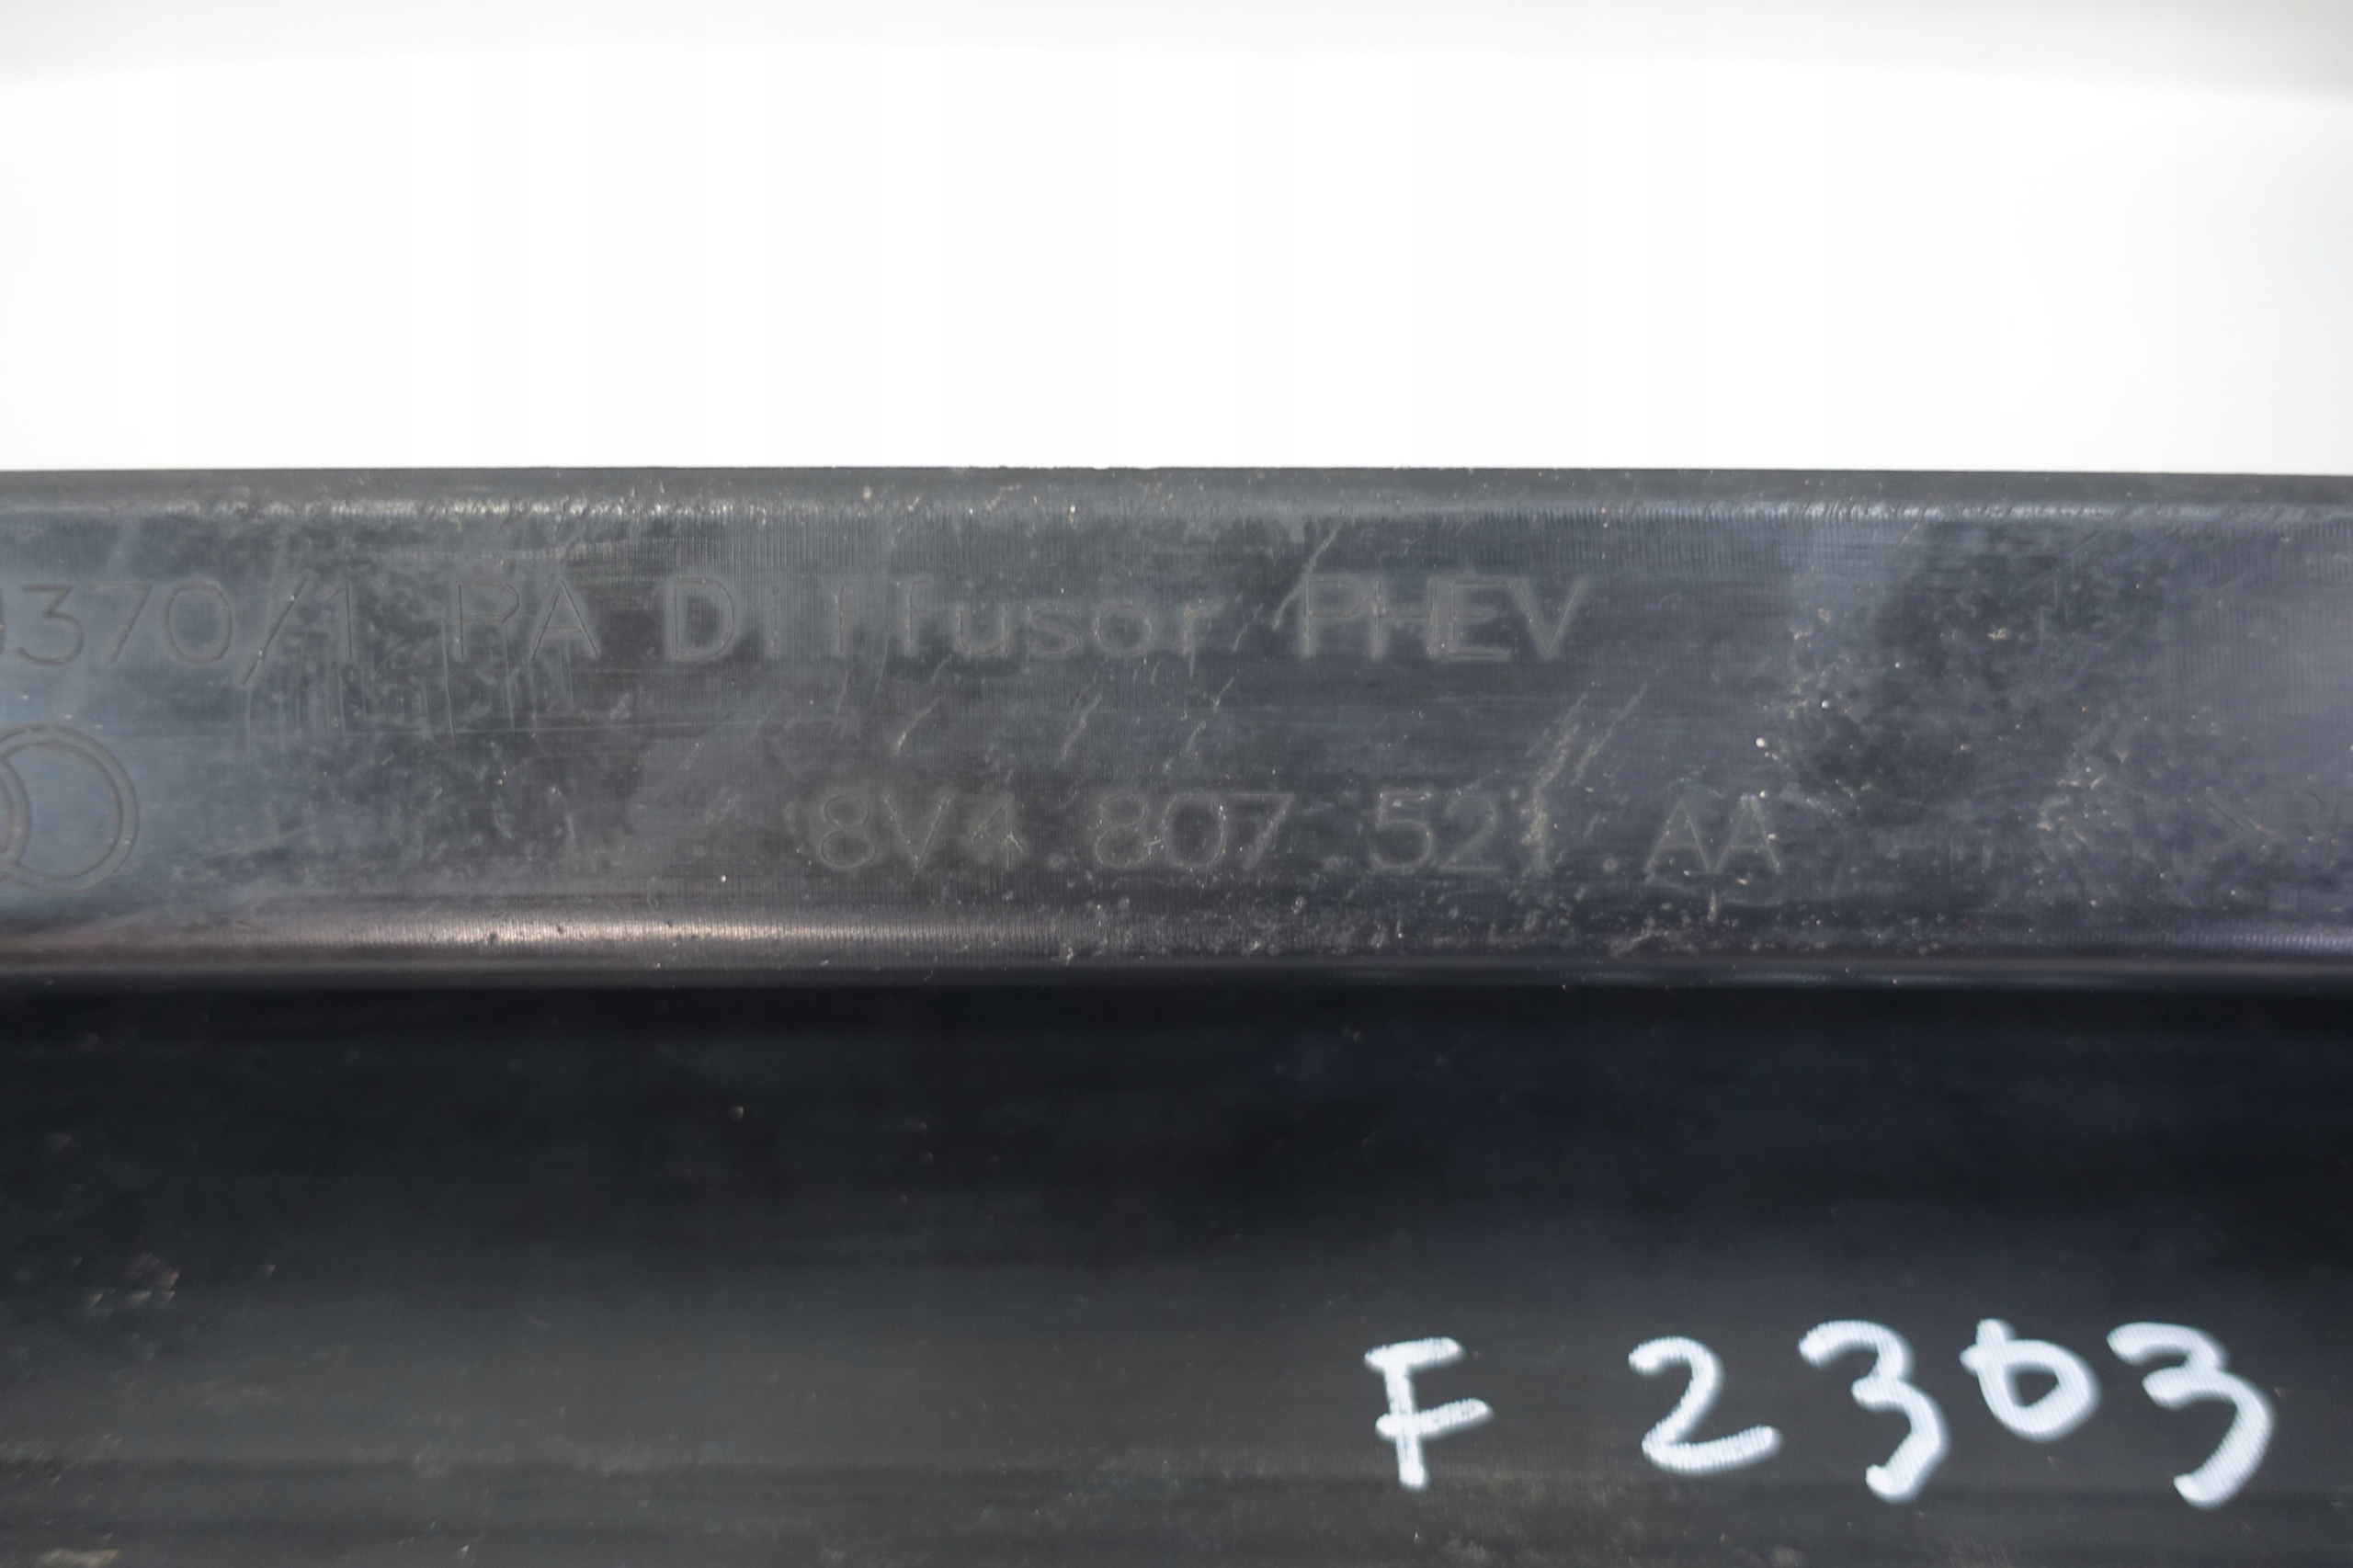 370/1 PA Diffusor PHEV
8V4.807.521.AA
F 2303